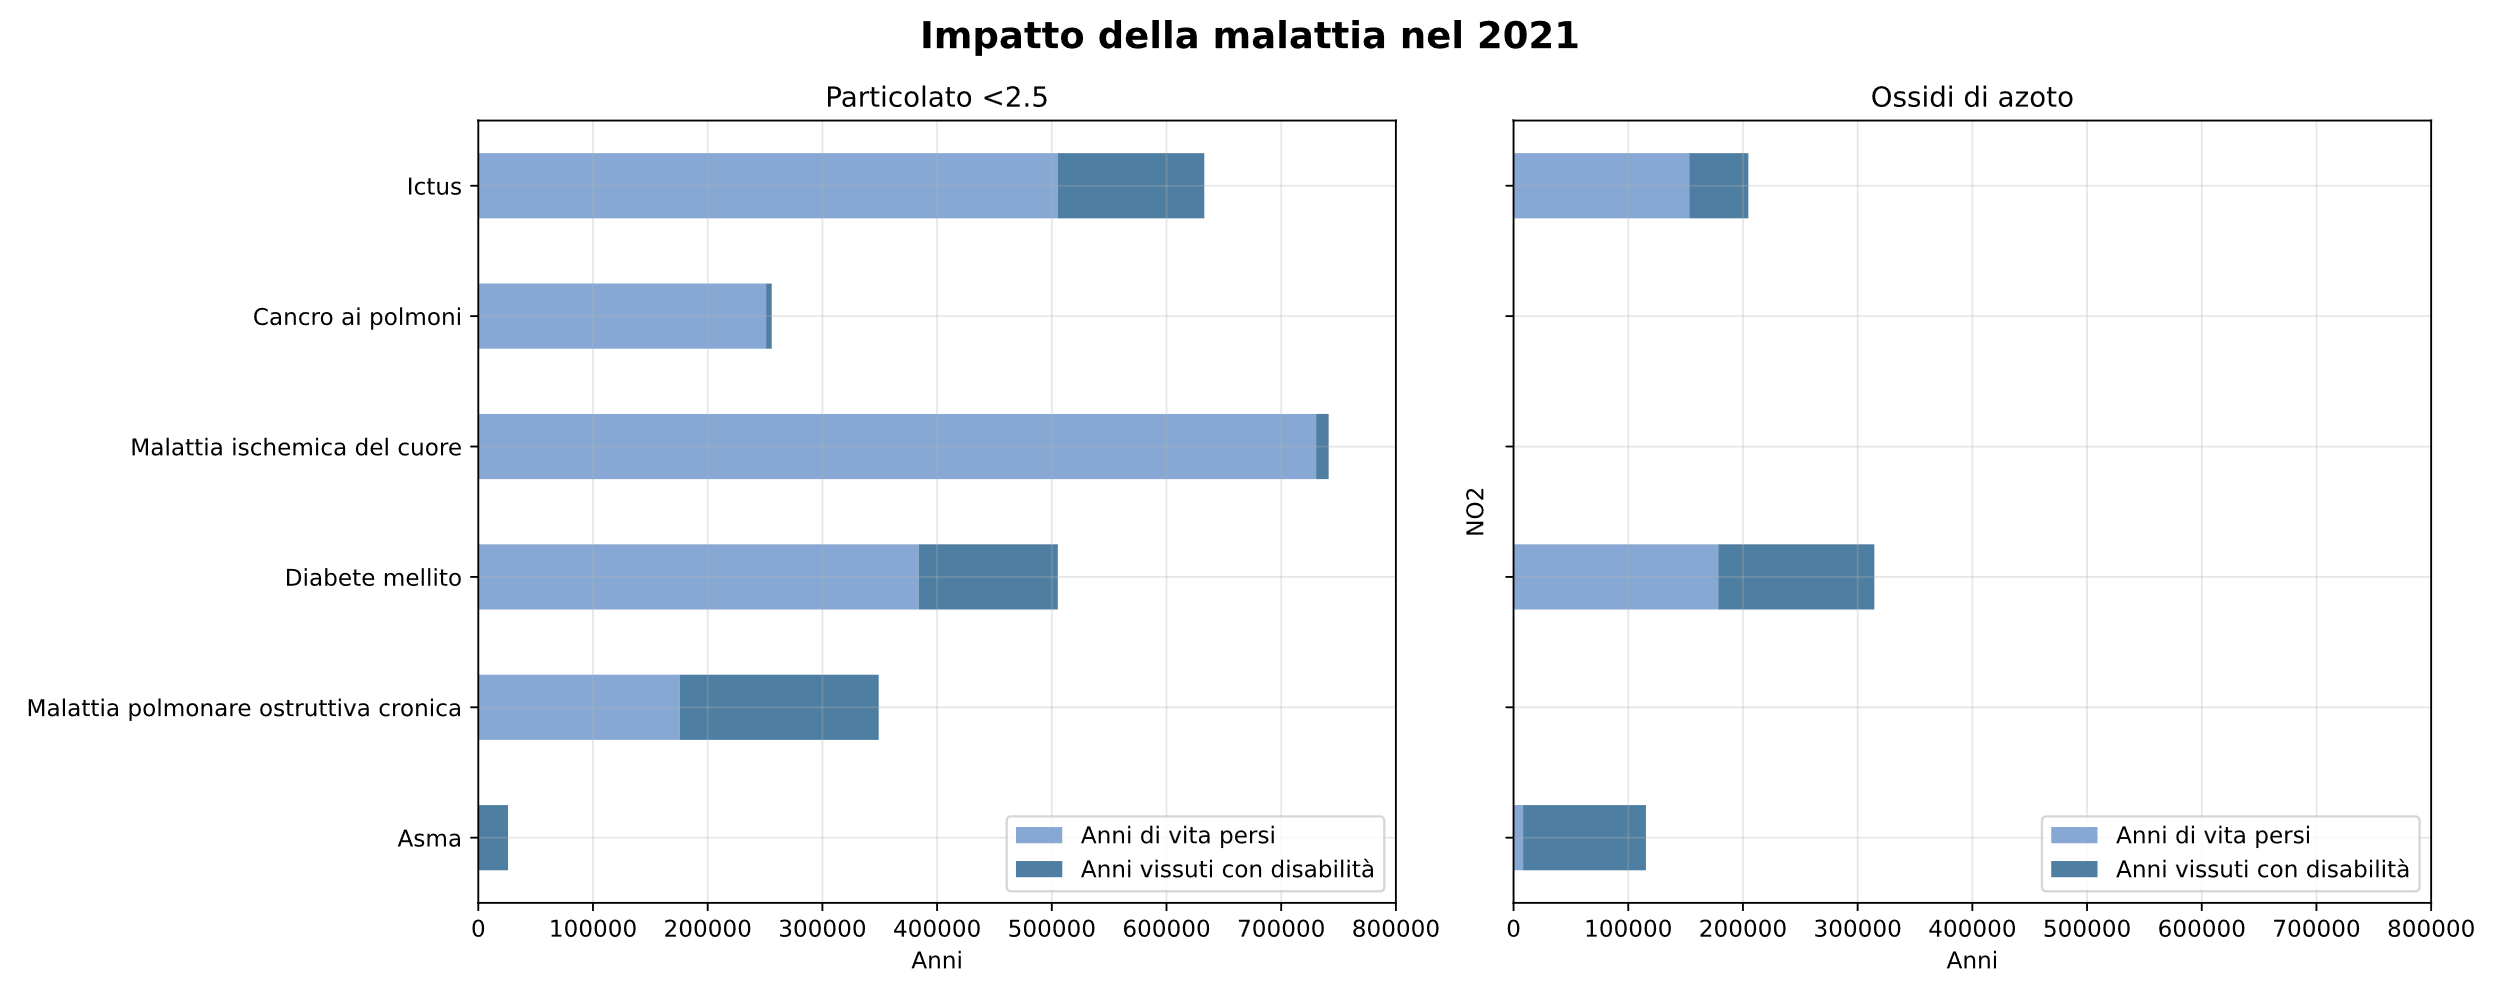 Impatto della malattia nel 2021
Particolato <2.5
Ictus
Cancro ai polmoni
Malattia ischemica del cuore
Diabete mellito
Malattia polmonare ostruttiva cronica
Asma
Anni di vita persi
Anni vissuti con disabilità
0 100000 200000 300000 400000 500000 600000 700000 800000
Anni
Ossidi di azoto
NO2
Anni di vita persi
Anni vissuti con disabilità
0 100000 200000 300000 400000 500000 600000 700000 800000
Anni